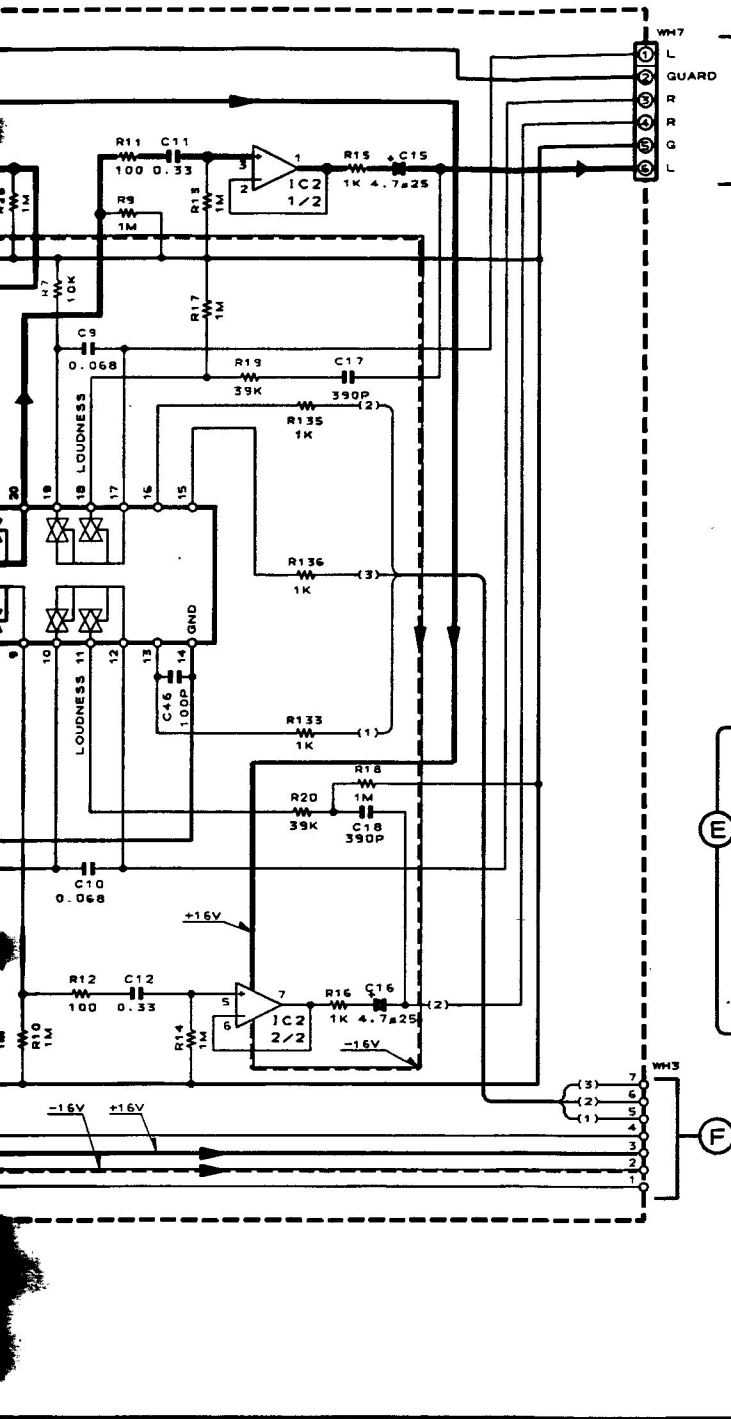 WH7
1 L
2 GUARD
3 R
4 R
5 G
6 L
R11 C11
100 0.33
3
2
1
IC2
1/2
R15 C15
+
1K 4.7µ25
R9
1M
R13
1M
1M
R7
10K
R17
1M
C9
0.068
R19
39K
C17
390P
(2)
R135
1K
LOUDNESS
20
19
18
17
16
15
R136
1K
(3)
GND
9
10
11
12
13
14
LOUDNESS
C46
100P
R133
1K
(1)
R18
1M
R20
39K
C18
390P
E
C10
0.068
+16V
R12
100
C12
0.33
5
6
7
IC2
2/2
R16 C16
+
1K 4.7µ25
(2)
R10
1M
R14
1M
-16V
WH3
(3) 7
(2) 6
(1) 5
4
3
2
1
F
-16V +16V